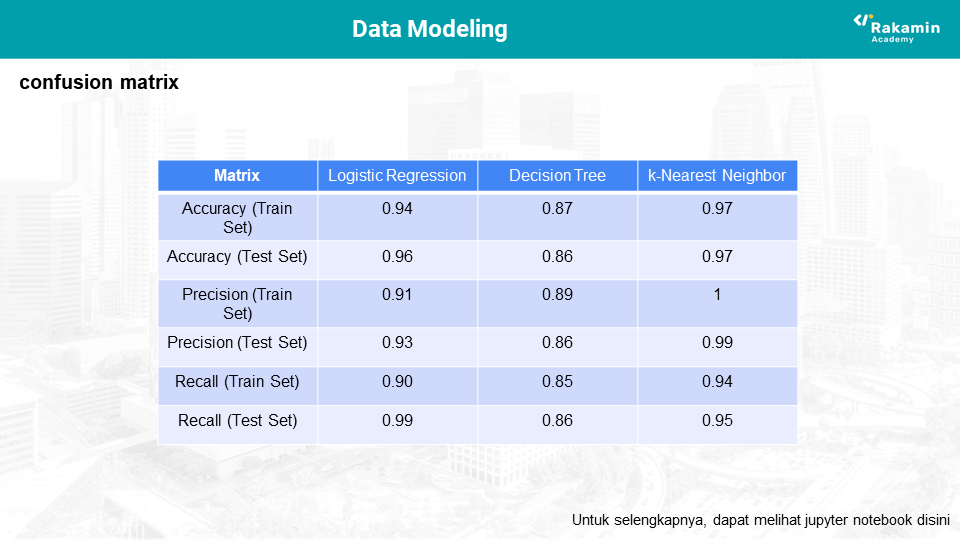 Data Modeling
Rakamin
Academy
confusion matrix
Matrix Logistic Regression Decision Tree k-Nearest Neighbor
Accuracy (Train
Set) 0.94 0.87 0.97
Accuracy (Test Set) 0.96 0.86 0.97
Precision (Train
Set) 0.91 0.89 1
Precision (Test Set) 0.93 0.86 0.99
Recall (Train Set) 0.90 0.85 0.94
Recall (Test Set) 0.99 0.86 0.95
Untuk selengkapnya, dapat melihat jupyter notebook disini